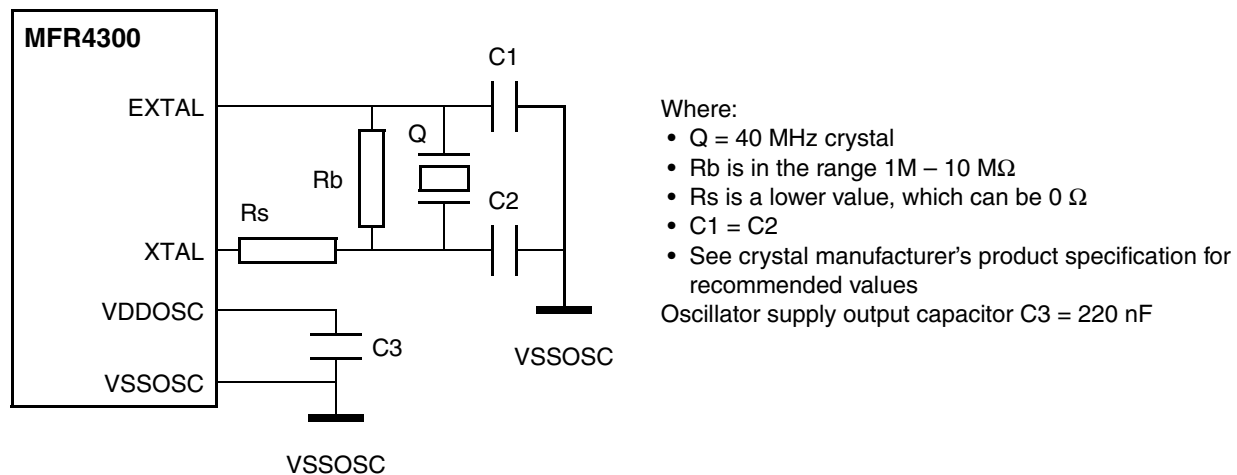 MFR4300
C1
EXTAL
Q
Rb
C2
Rs
XTAL
VDDOSC
C3
VSSOSC
VSSOSC
VSSOSC
Where:
• Q = 40 MHz crystal
• Rb is in the range 1M – 10 MΩ
• Rs is a lower value, which can be 0 Ω
• C1 = C2
• See crystal manufacturer’s product specification for
recommended values
Oscillator supply output capacitor C3 = 220 nF